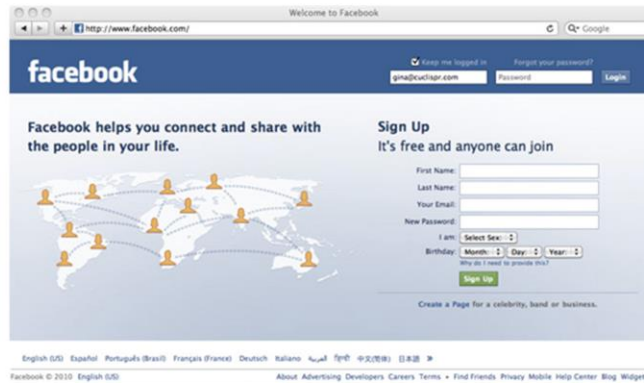 Welcome to Facebook
http://www.facebook.com/
Google
facebook
Keep me logged in
Forgot your password?
gina@cuclispr.com
Password
Login
Facebook helps you connect and share with
the people in your life.
Sign Up
It's free and anyone can join
First Name:
Last Name:
Your Email:
New Password:
I am: Select Sex:
Birthday: Month: Day: Year:
Why do I need to provide this?
Sign Up
Create a Page for a celebrity, band or business.
English (US) Español Português (Brasil) Français (France) Deutsch Italiano العربية हिन्दी 中文(简体) 日本語 »
Facebook © 2010 English (US)
About Advertising Developers Careers Terms • Find Friends Privacy Mobile Help Center Blog Widget